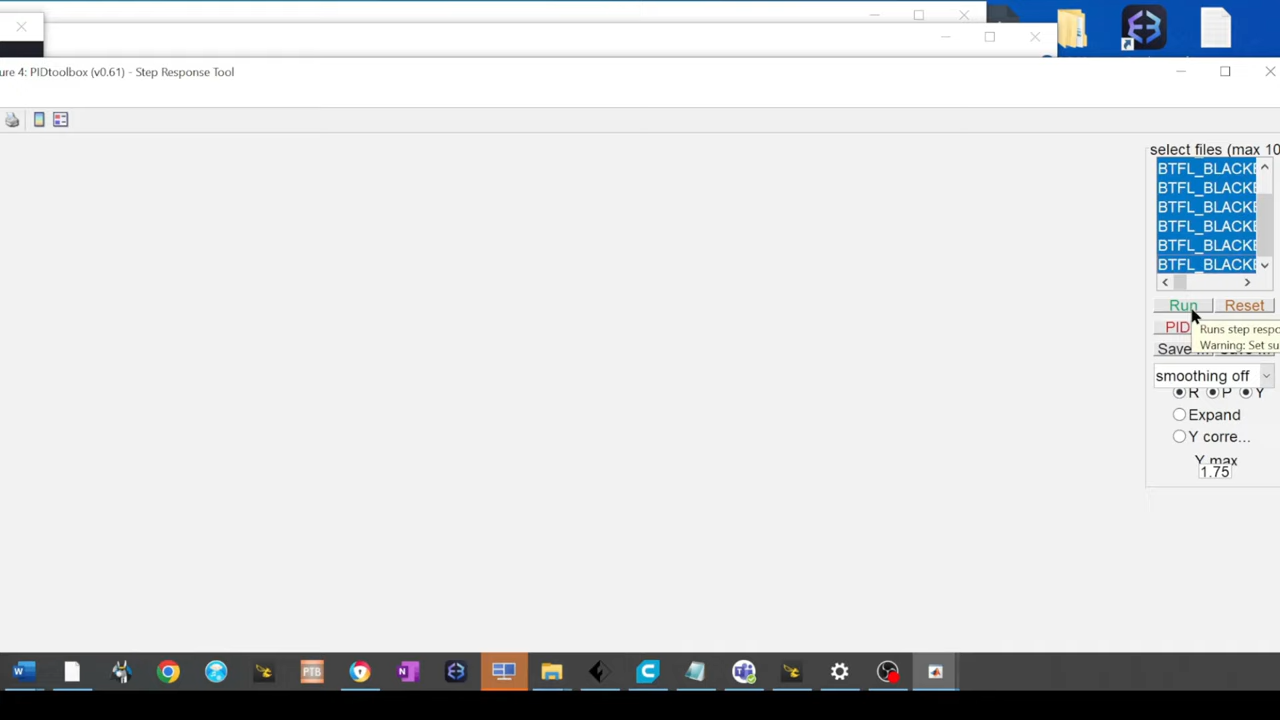 ure 4: PIDtoolbox (v0.61) - Step Response Tool
select files (max 10
BTFL_BLACKE
BTFL_BLACKE
BTFL_BLACKE
BTFL_BLACKE
BTFL_BLACKE
BTFL_BLACKE
Run Reset
PID
Runs step respo
Warning: Set su
Save
smoothing off
R P Y
Expand
Y corre...
Y max
1.75
PTB